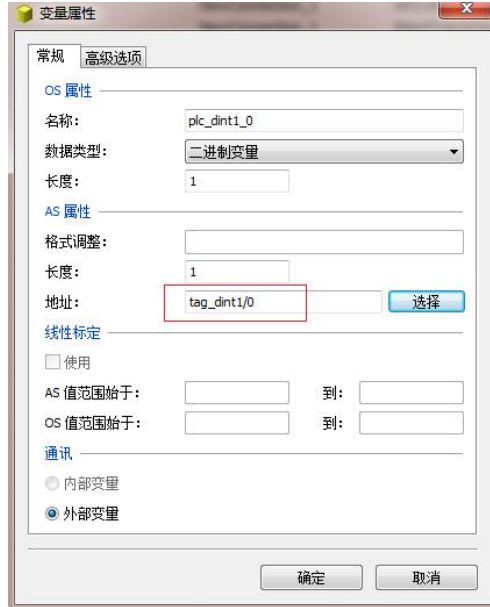 变量属性
常规 高级选项
OS 属性
名称: plc_dint1_0
数据类型: 二进制变量
长度: 1
AS 属性
格式调整:
长度: 1
地址: tag_dint1/0 选择
线性标定
使用
AS 值范围始于: 到:
OS 值范围始于: 到:
通讯
内部变量
外部变量
确定 取消